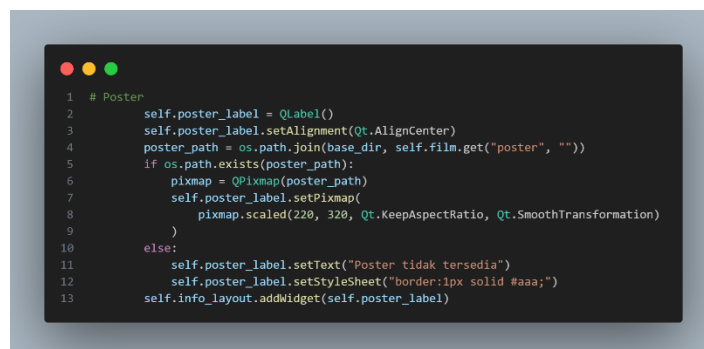 1 # Poster
2         self.poster_label = QLabel()
3         self.poster_label.setAlignment(Qt.AlignCenter)
4         poster_path = os.path.join(base_dir, self.film.get("poster", ""))
5         if os.path.exists(poster_path):
6             pixmap = QPixmap(poster_path)
7             self.poster_label.setPixmap(
8                 pixmap.scaled(220, 320, Qt.KeepAspectRatio, Qt.SmoothTransformation)
9             )
10         else:
11             self.poster_label.setText("Poster tidak tersedia")
12             self.poster_label.setStyleSheet("border:1px solid #aaa;")
13         self.info_layout.addWidget(self.poster_label)